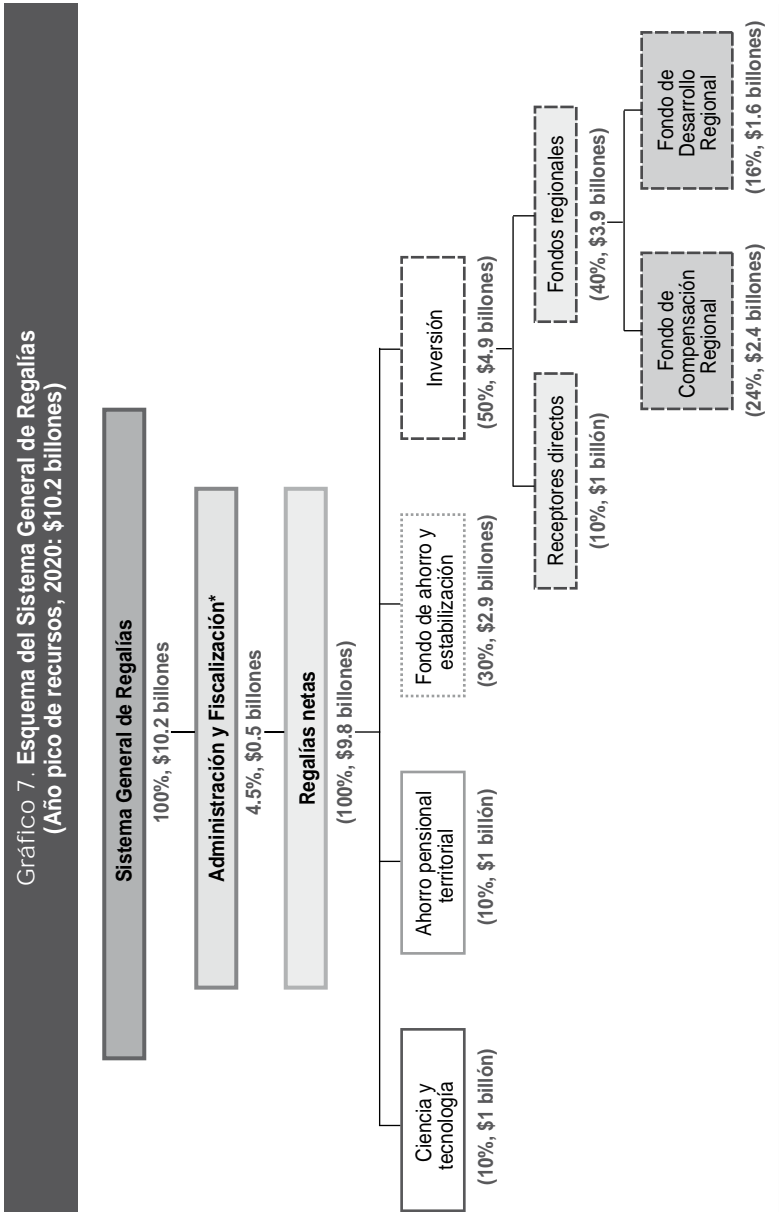 Gráfico 7. Esquema del Sistema General de Regalías
(Año pico de recursos, 2020: $10.2 billones)
Sistema General de Regalías
100%, $10.2 billones
Administración y Fiscalización*
4.5%, $0.5 billones
Regalías netas
(100%, $9.8 billones)
Ciencia y
tecnología
(10%, $1 billón)
Ahorro pensional
territorial
(10%, $1 billón)
Fondo de ahorro y
estabilización
(30%, $2.9 billones)
Inversión
(50%, $4.9 billones)
Receptores directos
(10%, $1 billón)
Fondos regionales
(40%, $3.9 billones)
Fondo de
Compensación
Regional
(24%, $2.4 billones)
Fondo de
Desarrollo
Regional
(16%, $1.6 billones)